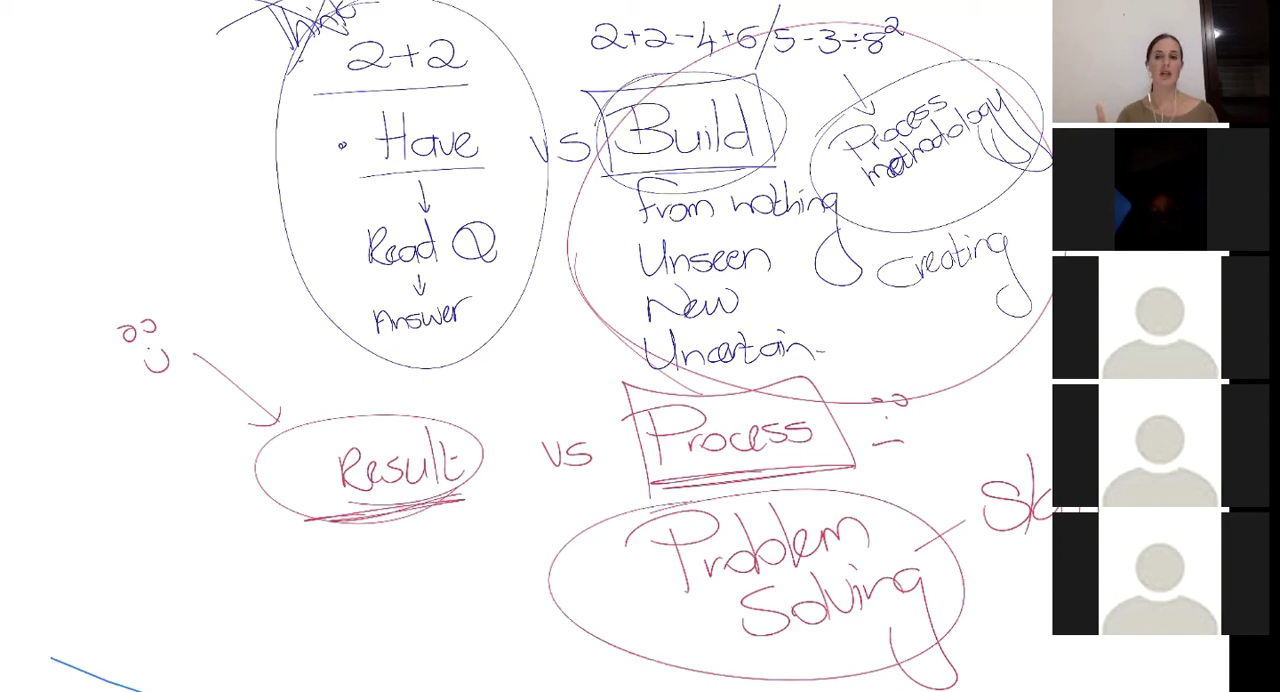 Think
2+2
Have
Read Q
Answer
vs
2+2-4+6/5-3÷8²
Build
from nothing
Unseen
New
Uncertain
Process
methodology
Creating
Result
vs
Process
Problem
Solving